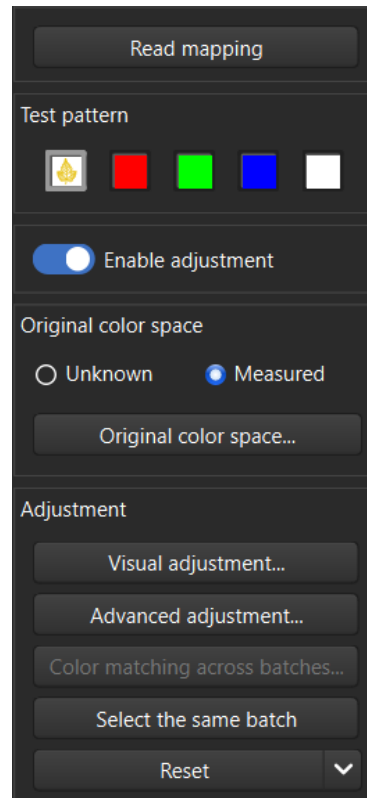 Read mapping
Test pattern
Enable adjustment
Original color space
Unknown Measured
Original color space...
Adjustment
Visual adjustment...
Advanced adjustment...
Color matching across batches...
Select the same batch
Reset